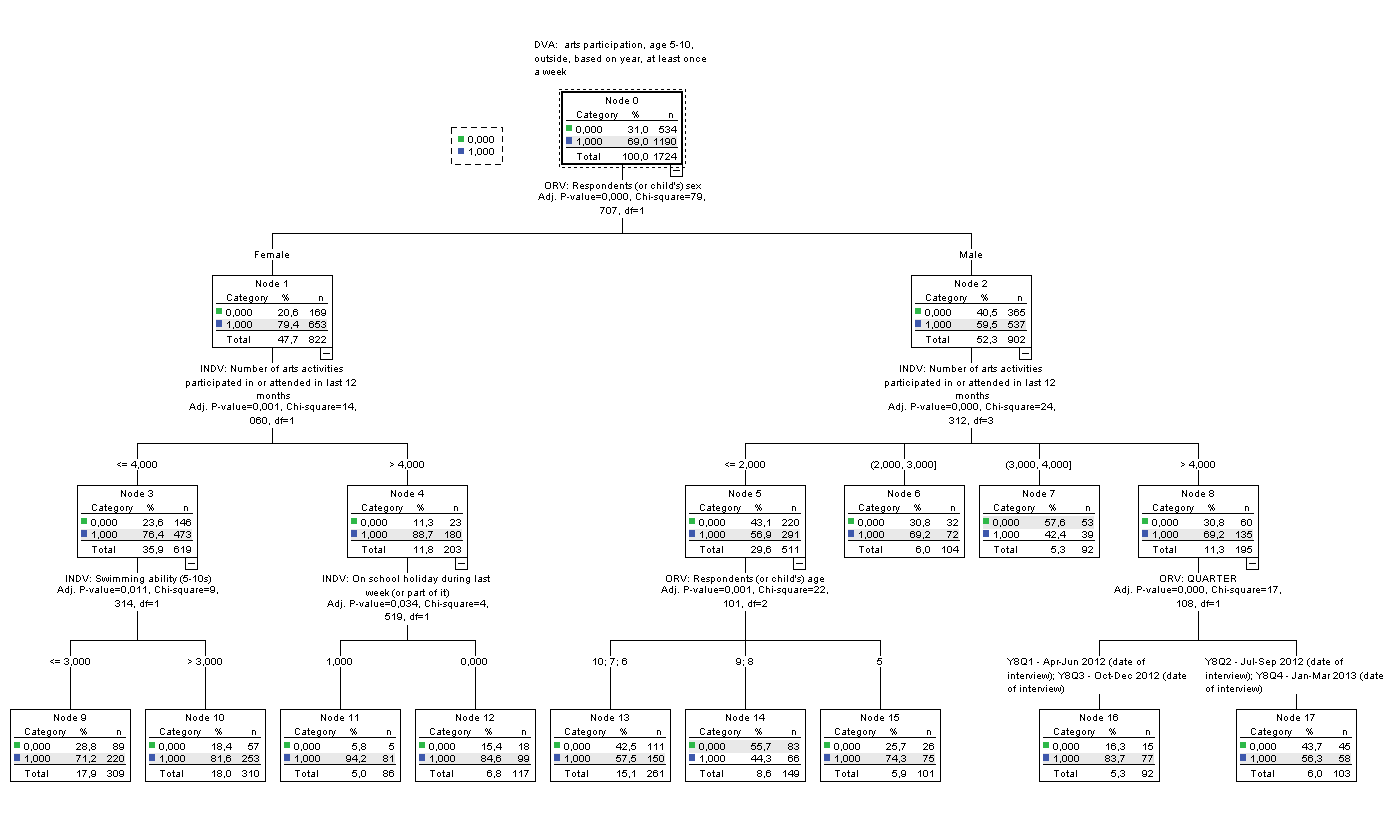 DVA: arts participation, age 5-10,
outside, based on year, at least once
a week
Node 0
Category % n
0,000 31,0 534
1,000 69,0 1190
Total 100,0 1724
0,000
1,000
ORV: Respondents (or child's) sex
Adj. P-value=0,000, Chi-square=79,
707, df=1
Female
Male
Node 1
Category % n
0,000 20,6 169
1,000 79,4 653
Total 47,7 822
Node 2
Category % n
0,000 40,5 365
1,000 59,5 537
Total 52,3 902
INDV: Number of arts activities
participated in or attended in last 12
months
Adj. P-value=0,001, Chi-square=14,
060, df=1
INDV: Number of arts activities
participated in or attended in last 12
months
Adj. P-value=0,000, Chi-square=24,
312, df=3
<= 4,000
> 4,000
<= 2,000
(2,000, 3,000]
(3,000, 4,000]
> 4,000
Node 3
Category % n
0,000 23,6 146
1,000 76,4 473
Total 35,9 619
Node 4
Category % n
0,000 11,3 23
1,000 88,7 180
Total 11,8 203
Node 5
Category % n
0,000 43,1 220
1,000 56,9 291
Total 29,6 511
Node 6
Category % n
0,000 30,8 32
1,000 69,2 72
Total 6,0 104
Node 7
Category % n
0,000 57,6 53
1,000 42,4 39
Total 5,3 92
Node 8
Category % n
0,000 30,8 60
1,000 69,2 135
Total 11,3 195
INDV: Swimming ability (5-10s)
Adj. P-value=0,011, Chi-square=9,
314, df=1
INDV: On school holiday during last
week (or part of it)
Adj. P-value=0,034, Chi-square=4,
519, df=1
ORV: Respondents (or child's) age
Adj. P-value=0,001, Chi-square=22,
101, df=2
ORV: QUARTER
Adj. P-value=0,000, Chi-square=17,
108, df=1
<= 3,000
> 3,000
1,000
0,000
10; 7; 6
9; 8
5
Y8Q1 - Apr-Jun 2012 (date of
interview); Y8Q3 - Oct-Dec 2012 (date
of interview)
Y8Q2 - Jul-Sep 2012 (date of
interview); Y8Q4 - Jan-Mar 2013 (date
of interview)
Node 9
Category % n
0,000 28,8 89
1,000 71,2 220
Total 17,9 309
Node 10
Category % n
0,000 18,4 57
1,000 81,6 253
Total 18,0 310
Node 11
Category % n
0,000 5,8 5
1,000 94,2 81
Total 5,0 86
Node 12
Category % n
0,000 15,4 18
1,000 84,6 99
Total 6,8 117
Node 13
Category % n
0,000 42,5 111
1,000 57,5 150
Total 15,1 261
Node 14
Category % n
0,000 55,7 83
1,000 44,3 66
Total 8,6 149
Node 15
Category % n
0,000 25,7 26
1,000 74,3 75
Total 5,9 101
Node 16
Category % n
0,000 16,3 15
1,000 83,7 77
Total 5,3 92
Node 17
Category % n
0,000 43,7 45
1,000 56,3 58
Total 6,0 103